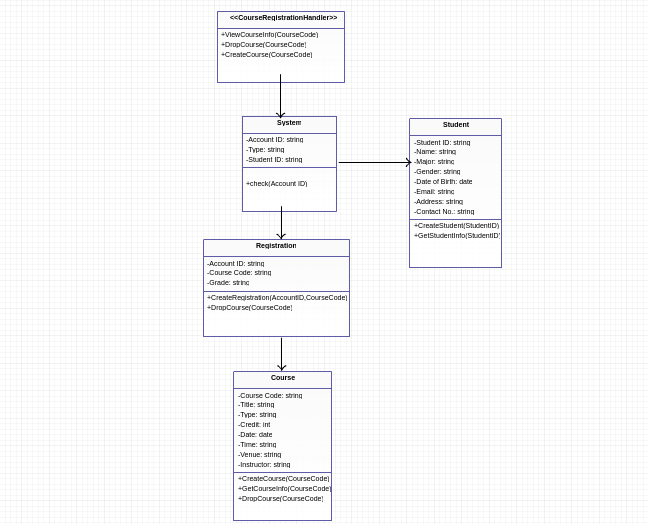 <<CourseRegistrationHandler>>
+ViewCourseInfo(CourseCode)
+DropCourse(CourseCode)
+CreateCourse(CourseCode)
System
-Account ID: string
-Type: string
-Student ID: string
+check(Account ID)
Student
-Student ID: string
-Name: string
-Major: string
-Gender: string
-Date of Birth: date
-Email: string
-Address: string
-Contact No.: string
+CreateStudent(StudentID)
+GetStudentInfo(StudentID)
Registration
-Account ID: string
-Course Code: string
-Grade: string
+CreateRegistration(AccountID,CourseCode)
+DropCourse(CourseCode)
Course
-Course Code: string
-Title: string
-Type: string
-Credit: int
-Date: date
-Time: string
-Venue: string
-Instructor: string
+CreateCourse(CourseCode)
+GetCourseInfo(CourseCode)
+DropCourse(CourseCode)